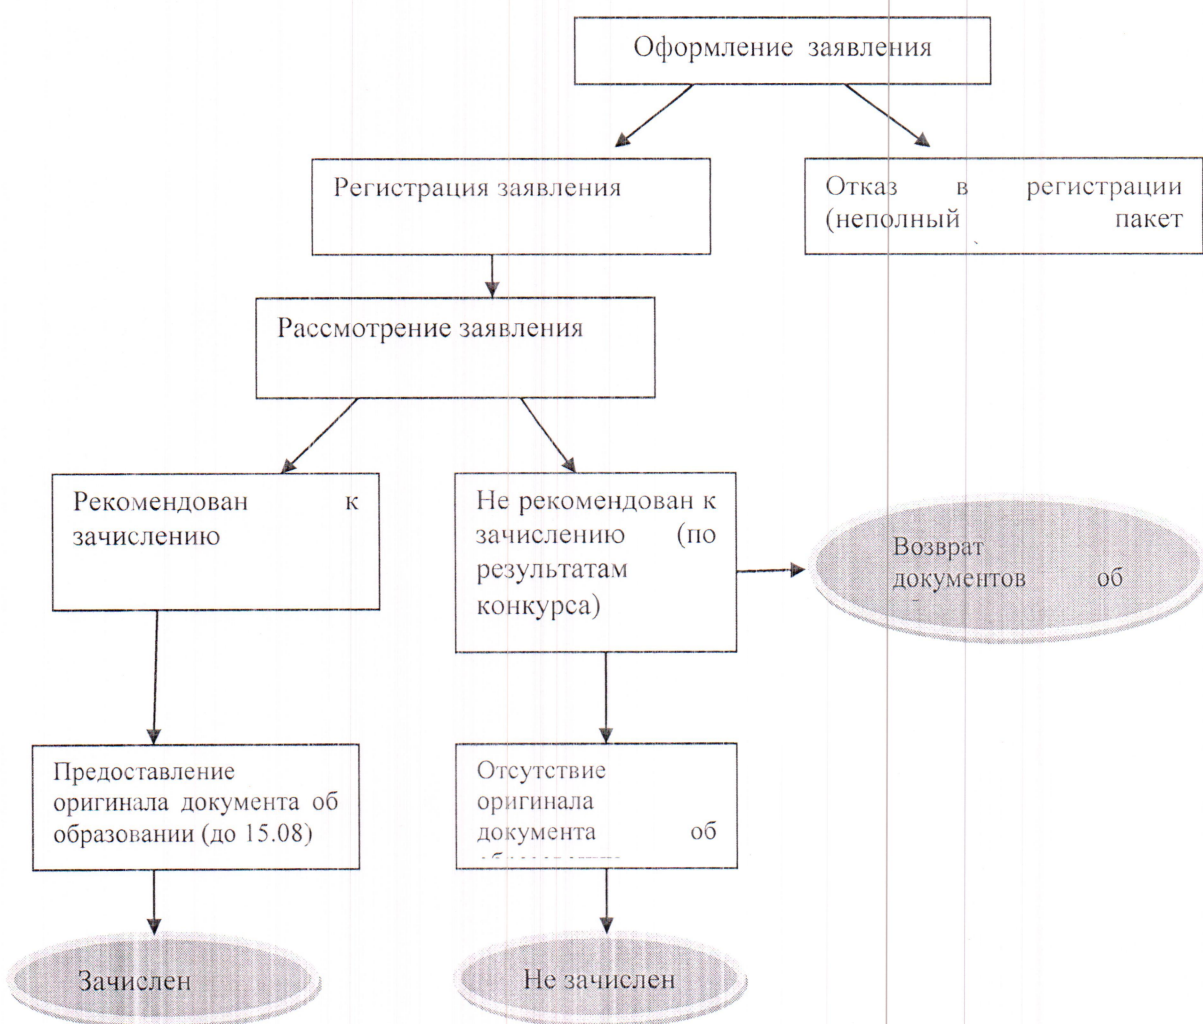 Оформление заявления
Регистрация заявления
Отказ в регистрации
(неполный пакет
Рассмотрение заявления
Рекомендован к
зачислению
Не рекомендован к
зачислению (по
результатам
конкурса)
Возврат
документов об
Предоставление
оригинала документа об
образовании (до 15.08)
Отсутствие
оригинала
документа об
Зачислен
Не зачислен